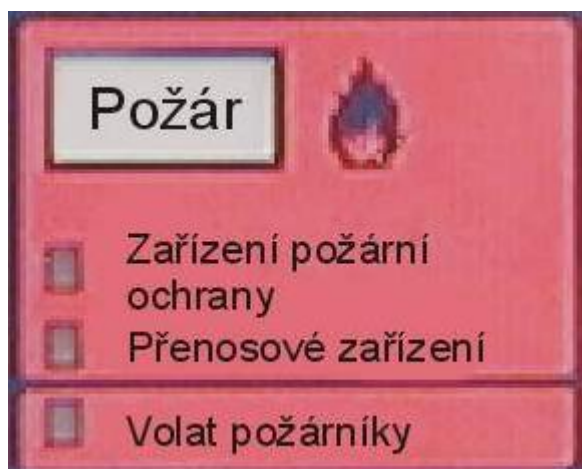 Požár
Zařízení požární
ochrany
Přenosové zařízení
Volat požárníky